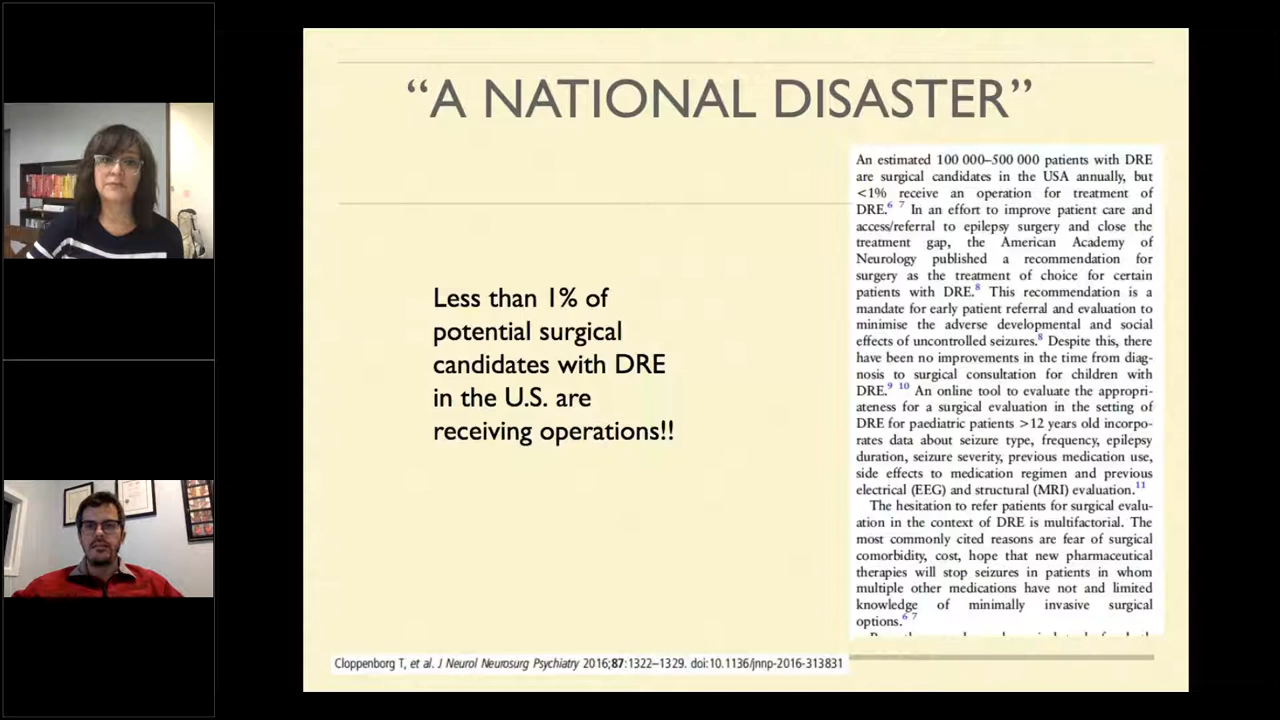 “A NATIONAL DISASTER”
Less than 1% of
potential surgical
candidates with DRE
in the U.S. are
receiving operations!!
An estimated 100 000–500 000 patients with DRE
are surgical candidates in the USA annually, but
<1% receive an operation for treatment of
DRE.6 7 In an effort to improve patient care and
access/referral to epilepsy surgery and close the
treatment gap, the American Academy of
Neurology published a recommendation for
surgery as the treatment of choice for certain
patients with DRE.8 This recommendation is a
mandate for early patient referral and evaluation to
minimise the adverse developmental and social
effects of uncontrolled seizures.8 Despite this, there
have been no improvements in the time from diag-
nosis to surgical consultation for children with
DRE.9 10 An online tool to evaluate the appropri-
ateness for a surgical evaluation in the setting of
DRE for paediatric patients >12 years old incorpo-
rates data about seizure type, frequency, epilepsy
duration, seizure severity, previous medication use,
side effects to medication regimen and previous
electrical (EEG) and structural (MRI) evaluation.11
The hesitation to refer patients for surgical evalu-
ation in the context of DRE is multifactorial. The
most commonly cited reasons are fear of surgical
comorbidity, cost, hope that new pharmaceutical
therapies will stop seizures in patients in whom
multiple other medications have not and limited
knowledge of minimally invasive surgical
options.6 7
Cloppenborg T, et al. J Neurol Neurosurg Psychiatry 2016;87:1322–1329. doi:10.1136/jnnp-2016-313831